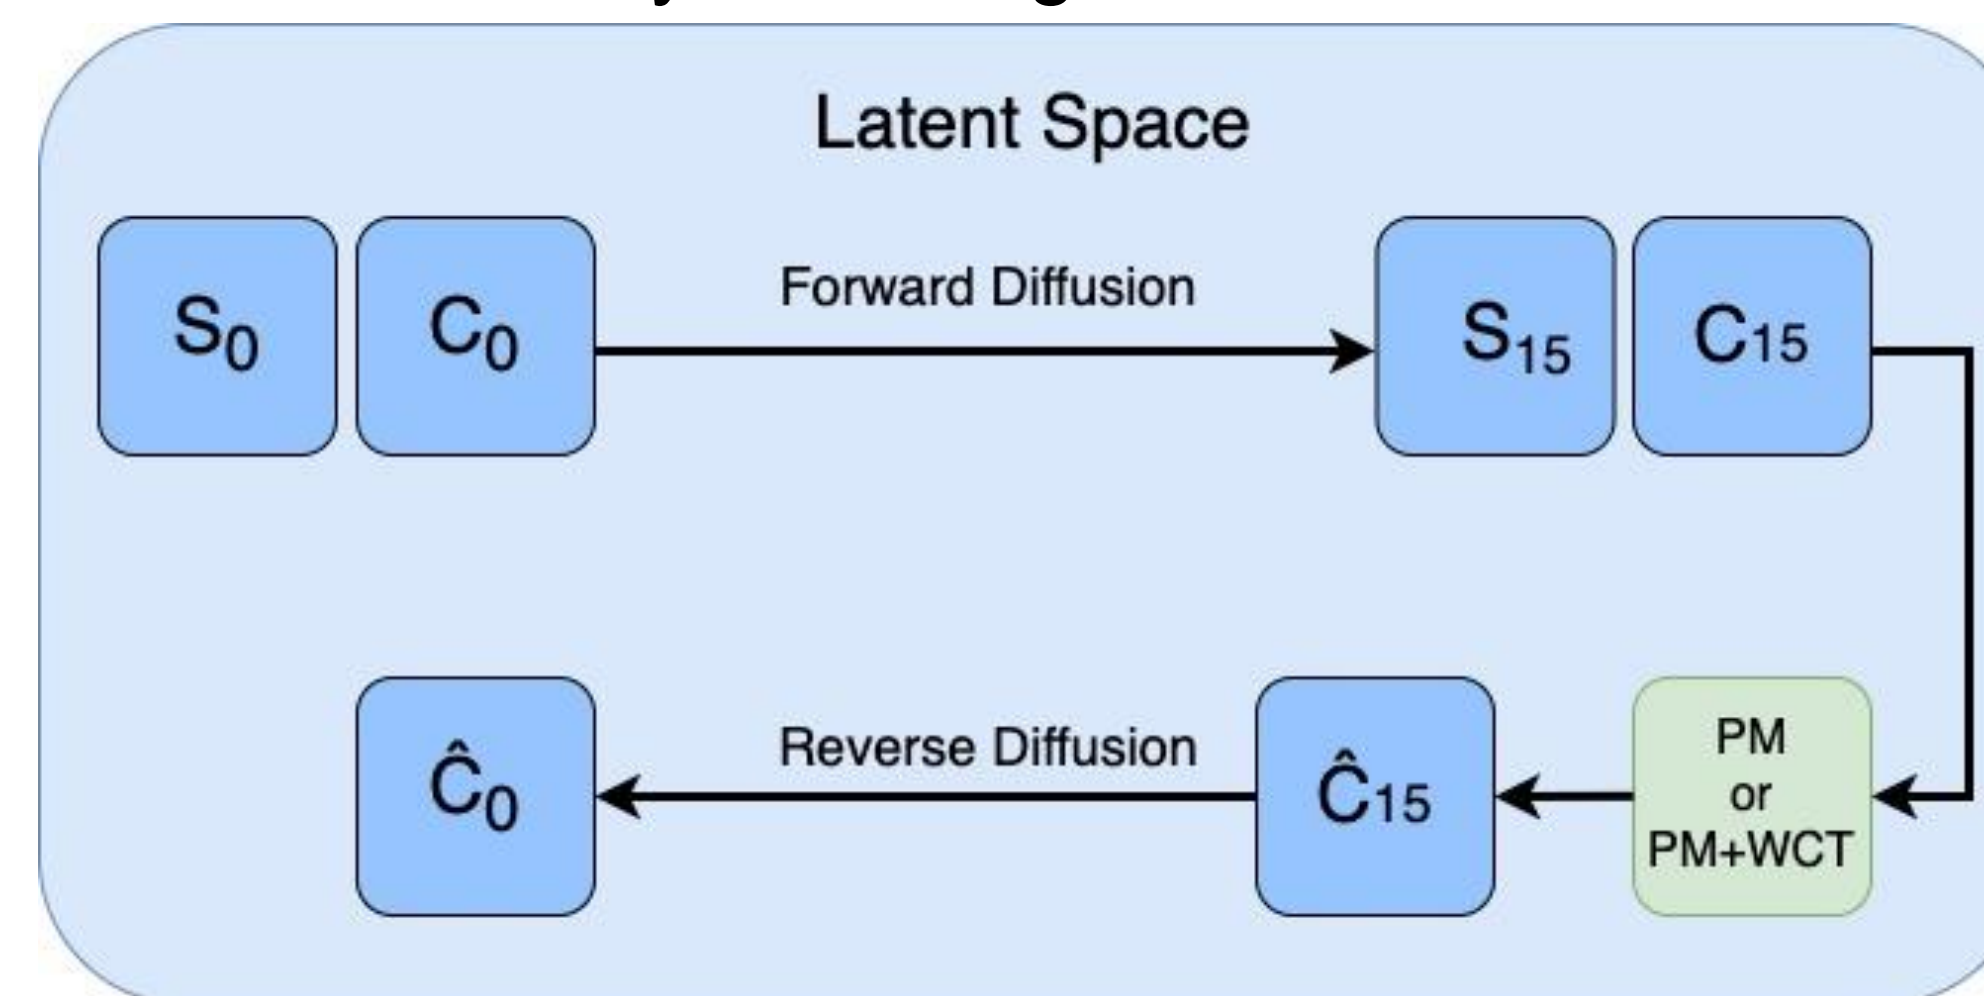 Latent Space
S₀ C₀ Forward Diffusion S₁₅ C₁₅
Ĉ₀ Reverse Diffusion Ĉ₁₅ PM
or
PM+WCT